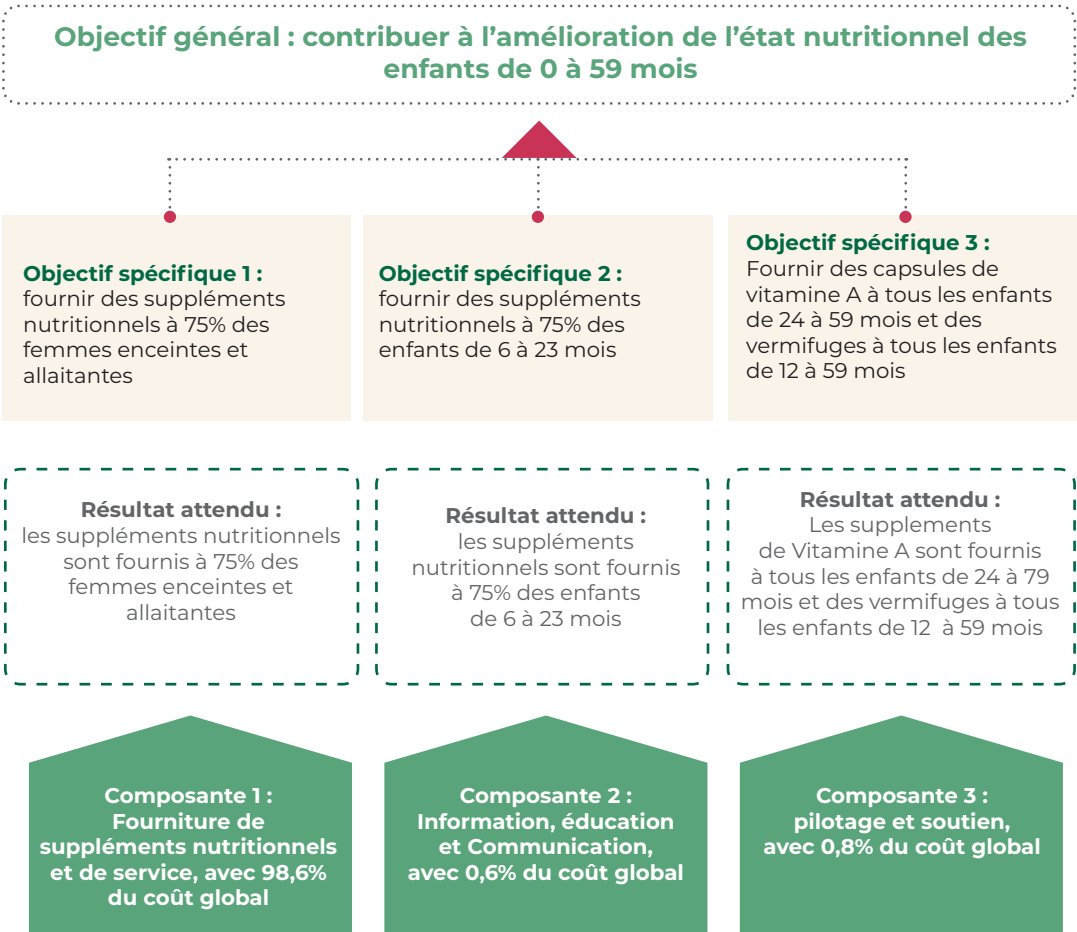 Objectif général : contribuer à l’amélioration de l’état nutritionnel des
enfants de 0 à 59 mois
Objectif spécifique 1 :
fournir des suppléments
nutritionnels à 75% des
femmes enceintes et
allaitantes
Objectif spécifique 2 :
fournir des suppléments
nutritionnels à 75% des
enfants de 6 à 23 mois
Objectif spécifique 3 :
Fournir des capsules de
vitamine A à tous les enfants
de 24 à 59 mois et des
vermifuges à tous les enfants
de 12 à 59 mois
Résultat attendu :
les suppléments nutritionnels
sont fournis à 75% des
femmes enceintes et
allaitantes
Résultat attendu :
les suppléments
nutritionnels sont fournis
à 75% des enfants
de 6 à 23 mois
Résultat attendu :
Les supplements
de Vitamine A sont fournis
à tous les enfants de 24 à 79
mois et des vermifuges à tous
les enfants de 12 à 59 mois
Composante 1 :
Fourniture de
suppléments nutritionnels
et de service, avec 98,6%
du coût global
Composante 2 :
Information, éducation
et Communication,
avec 0,6% du coût global
Composante 3 :
pilotage et soutien,
avec 0,8% du coût global